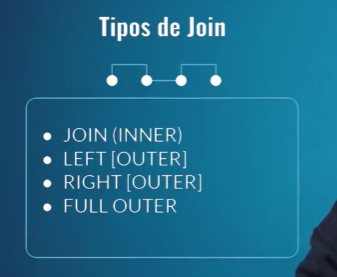 Tipos de Join
JOIN (INNER)
LEFT [OUTER]
RIGHT [OUTER]
FULL OUTER